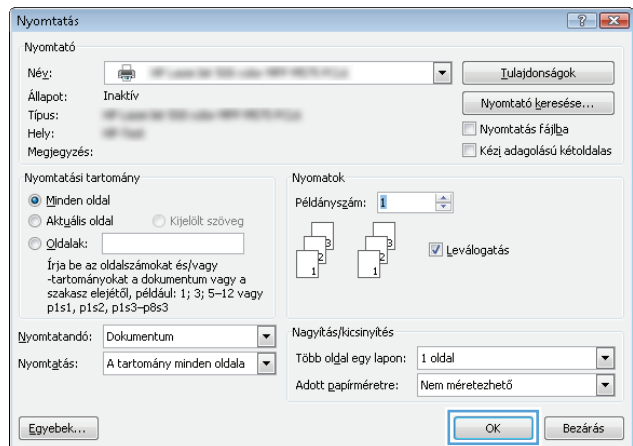 Nyomtatás
Nyomtató
Név:
Tulajdonságok
Állapot: Inaktív
Nyomtató keresése...
Típus:
Hely:
Nyomtatás fájlba
Megjegyzés:
Kézi adagolású kétoldalas
Nyomtatási tartomány
Minden oldal
Aktuális oldal Kijelölt szöveg
Oldalak:
Írja be az oldalszámokat és/vagy
-tartományokat a dokumentum vagy a
szakasz elejétől, például: 1; 3; 5–12 vagy
p1s1, p1s2, p1s3–p8s3
Nyomatok
Példányszám: 1
3 3
2 2
1 1
Leválogatás
Nyomtatandó: Dokumentum
Nyomtatás: A tartomány minden oldala
Nagyítás/kicsinyítés
Több oldal egy lapon: 1 oldal
Adott papírméretre: Nem méretezhető
Egyebek...
OK Bezárás